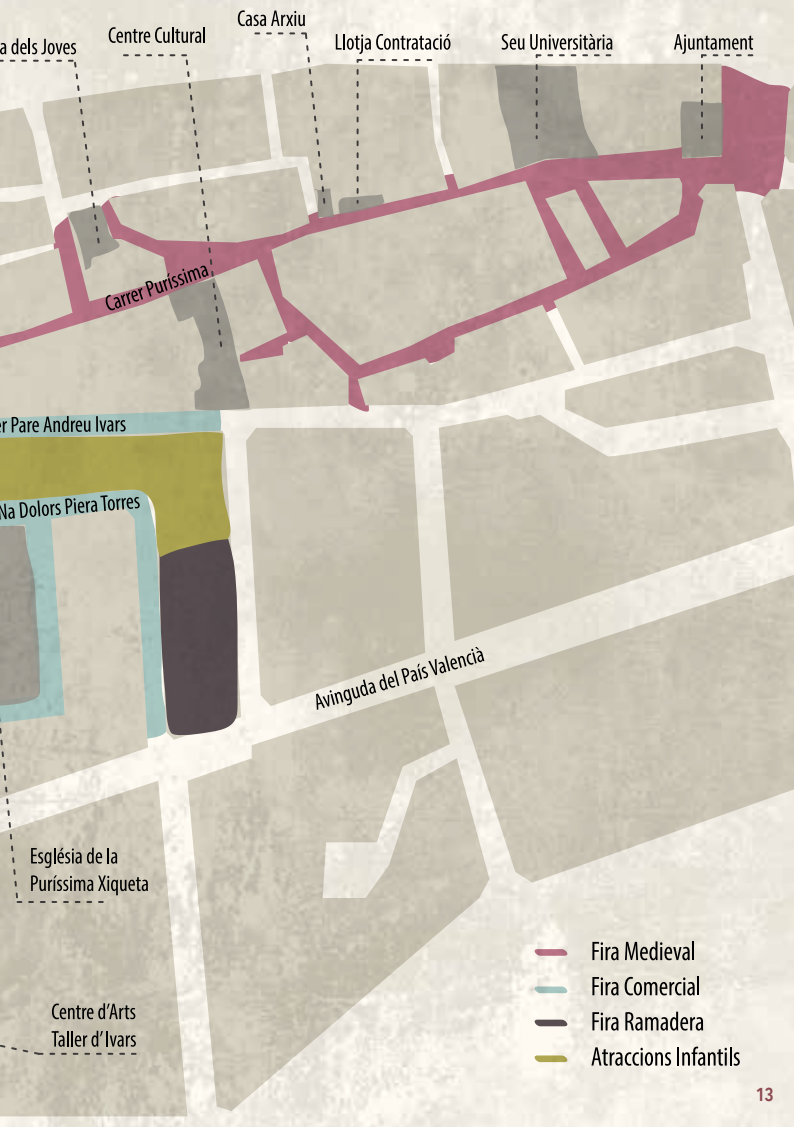 Casa Arxiu
Centre Cultural
Llotja Contratació
Seu Universitària
Ajuntament
a dels Joves
Carrer Puríssima
er Pare Andreu Ivars
Na Dolors Piera Torres
Avinguda del País Valencià
Església de la
Puríssima Xiqueta
Centre d'Arts
Taller d'Ivars
Fira Medieval
Fira Comercial
Fira Ramadera
Atraccions Infantils
13